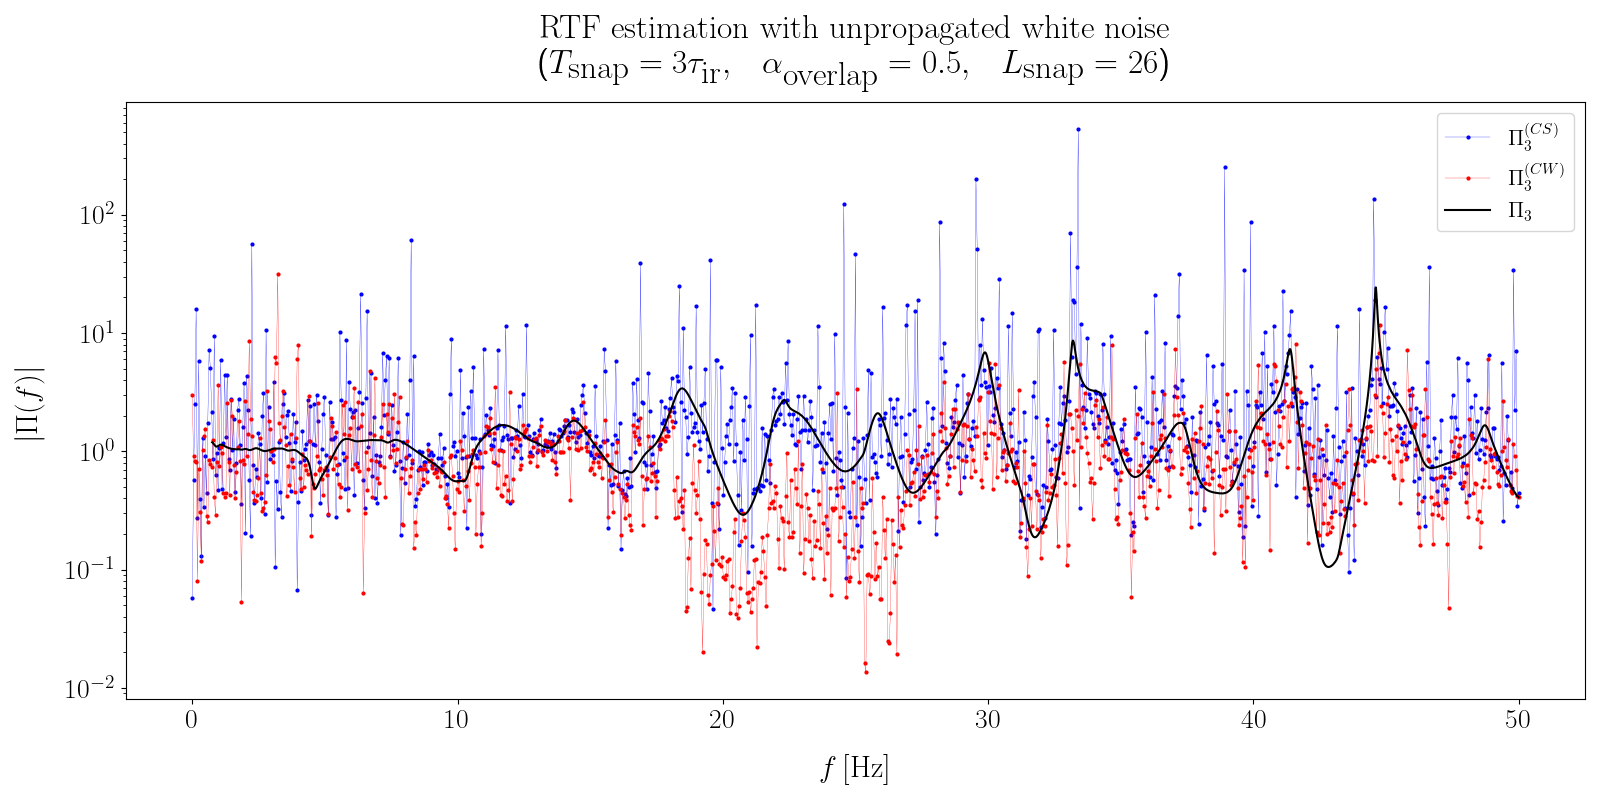 RTF estimation with unpropagated white noise
(T_snap = 3τ_ir, α_overlap = 0.5, L_snap = 26)
Π_3^(CS)
Π_3^(CW)
Π_3
|Π(f)|
10^2
10^1
10^0
10^−1
10^−2
0 10 20 30 40 50
f [Hz]